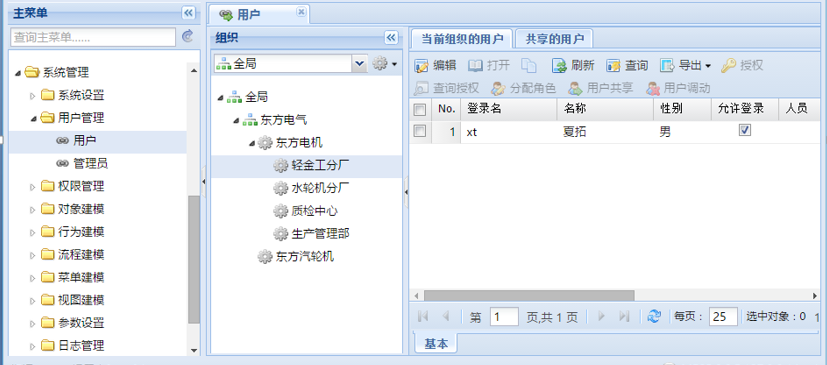 主菜单
查询主菜单......
系统管理
系统设置
用户管理
用户
管理员
权限管理
对象建模
行为建模
流程建模
菜单建模
视图建模
参数设置
日志管理
用户
组织
全局
全局
东方电气
东方电机
轻金工分厂
水轮机分厂
质检中心
生产管理部
东方汽轮机
当前组织的用户 共享的用户
编辑 打开 刷新 查询 导出 授权
查询授权 分配角色 用户共享 用户调动
No. 登录名 名称 性别 允许登录 人员
1 xt 夏拓 男
第 1 页,共 1 页 每页： 25 选中对象：0 1
基本